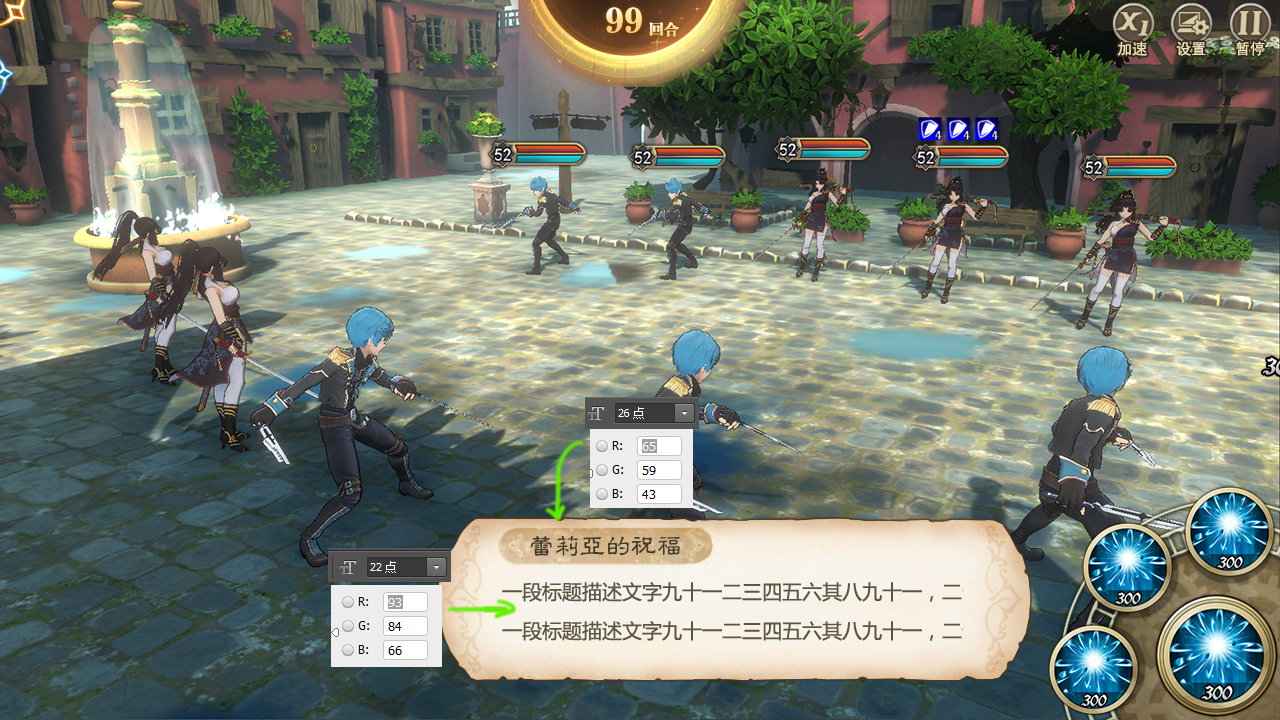 99 回合
X1
加速
设置
暂停
4
4
4
52
52
52
52
52
30
26 点
R: 65
G: 59
B: 43
蕾莉亞的祝福
22 点
R: 93
G: 84
B: 66
一段标题描述文字九十一二三四五六其八九十一，二
一段标题描述文字九十一二三四五六其八九十一，二
300
300
300
300